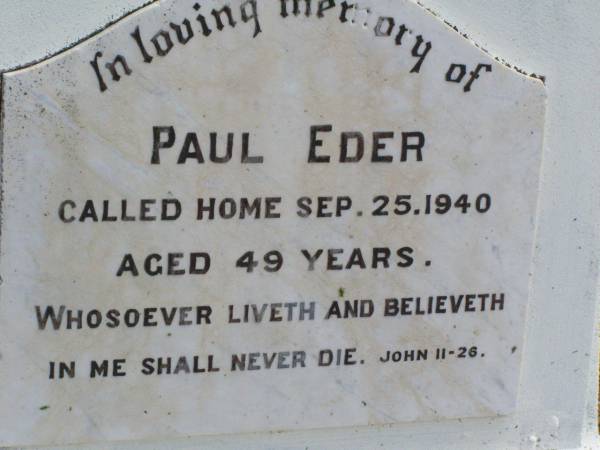 In loving memory of
PAUL EDER
CALLED HOME SEP. 25.1940
AGED 49 YEARS.
WHOSOEVER LIVETH AND BELIEVETH
IN ME SHALL NEVER DIE. JOHN 11-26.